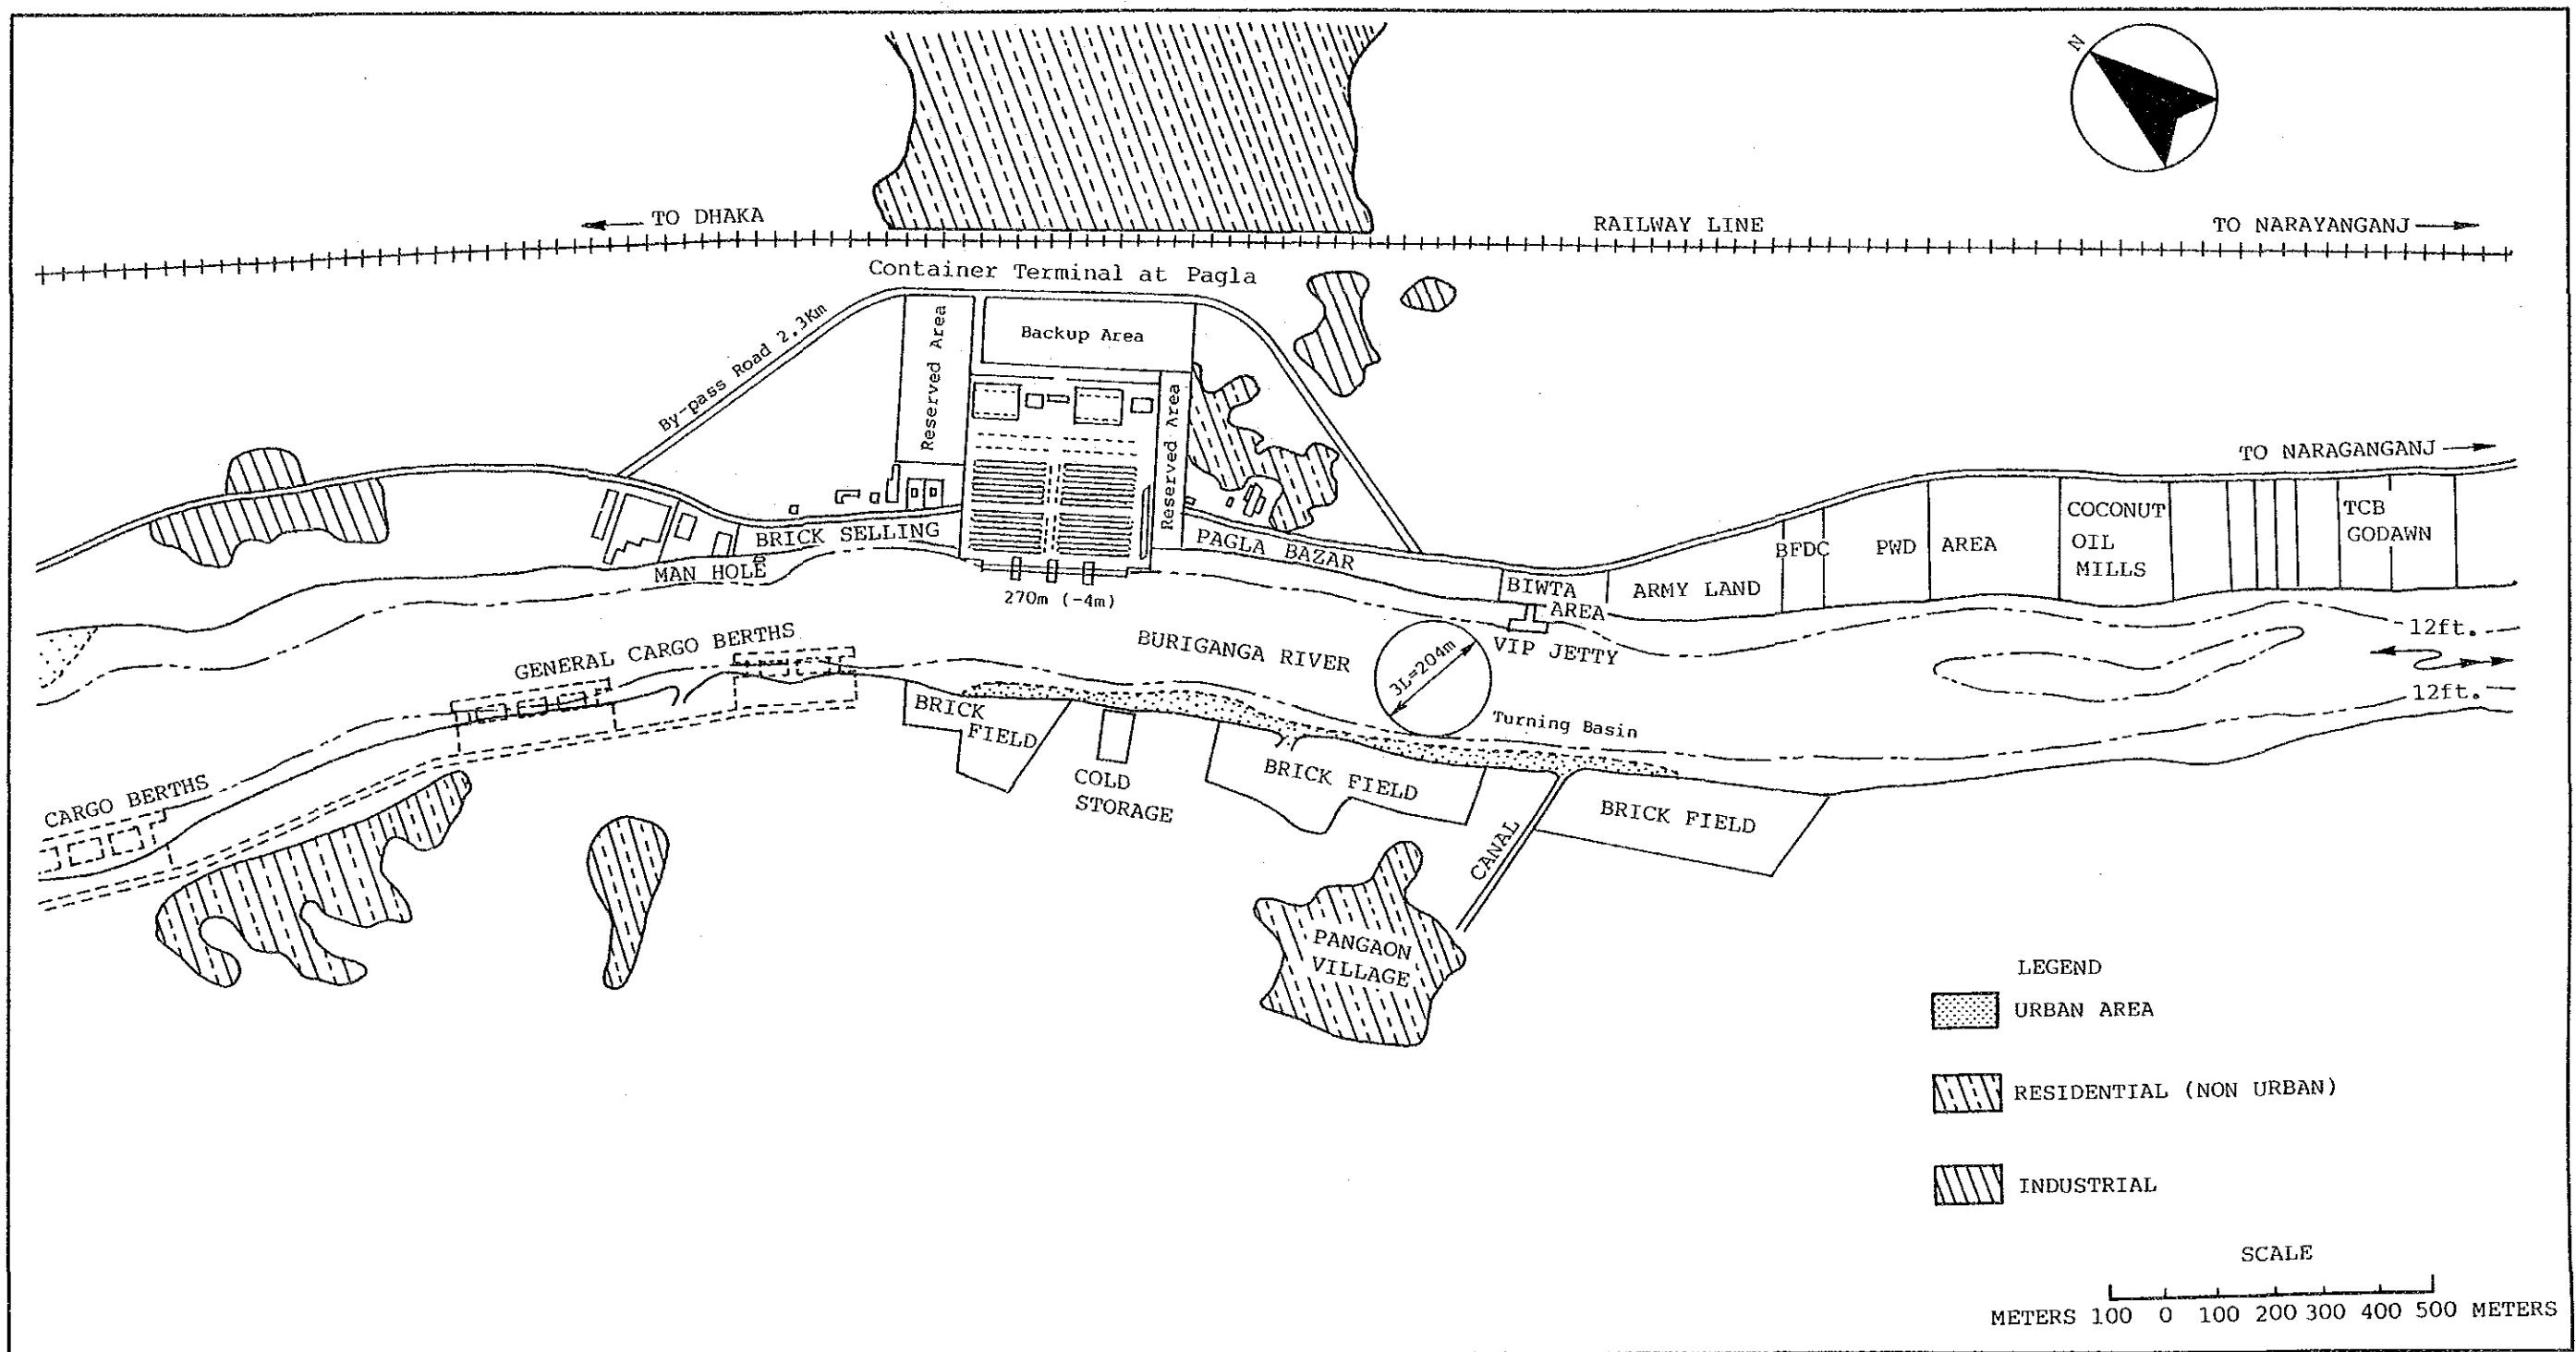 N
TO DHAKA
RAILWAY LINE
TO NARAYANGANJ
Container Terminal at Pagla
By-pass Road 2.3Km
Reserved Area
Backup Area
Reserved Area
TO NARAGANGANJ
BRICK SELLING
MAN HOLE
PAGLA BAZAR
BIWTA
AREA
ARMY LAND
BFDC
PWD
AREA
COCONUT
OIL
MILLS
TCB
GODAWN
270m (-4m)
GENERAL CARGO BERTHS
BURIGANGA RIVER
3L=204m
VIP JETTY
12ft.
12ft.
Turning Basin
CARGO BERTHS
BRICK
FIELD
COLD
STORAGE
BRICK FIELD
BRICK FIELD
CANAL
PANGAON
VILLAGE
LEGEND
URBAN AREA
RESIDENTIAL (NON URBAN)
INDUSTRIAL
SCALE
METERS 100 0 100 200 300 400 500 METERS